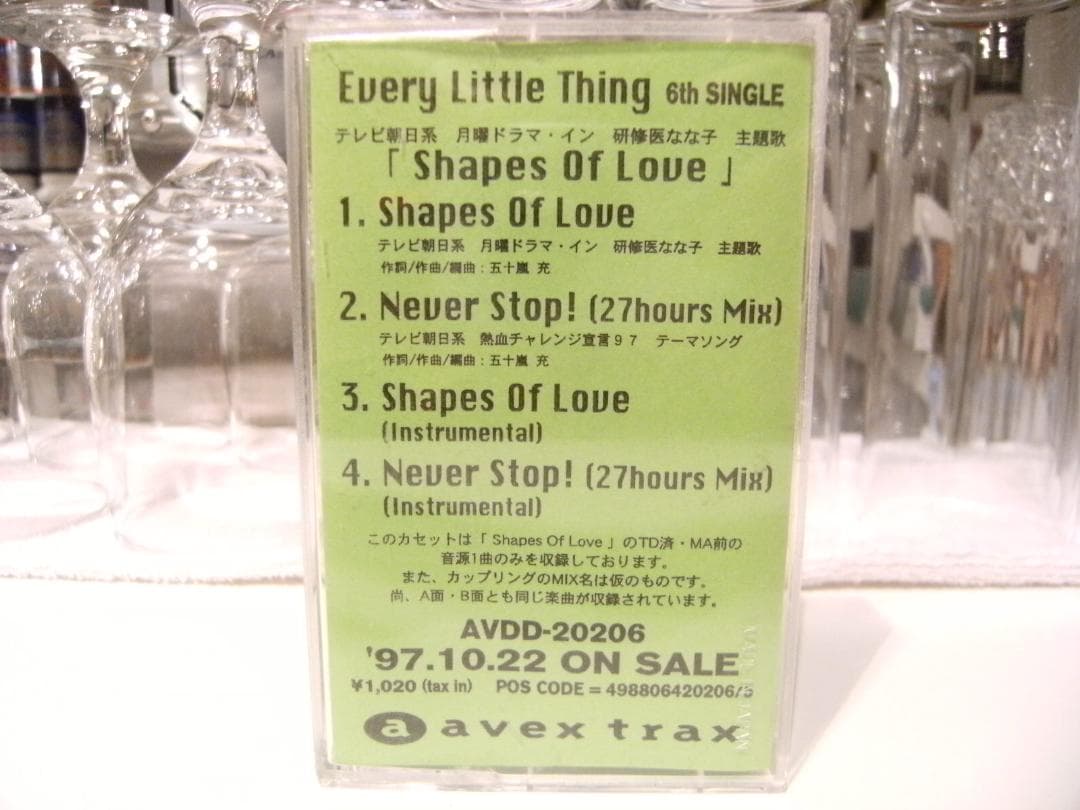 Every Little Thing 6th SINGLE
テレビ朝日系 月曜ドラマ・イン 研修医なな子 主題歌
「 Shapes Of Love 」
1. Shapes Of Love
テレビ朝日系 月曜ドラマ・イン 研修医なな子 主題歌
作詞/作曲/編曲：五十嵐 充
2. Never Stop! (27hours Mix)
テレビ朝日系 熱血チャレンジ宣言97 テーマソング
作詞/作曲/編曲：五十嵐 充
3. Shapes Of Love
(Instrumental)
4. Never Stop! (27hours Mix)
(Instrumental)
このカセットは「 Shapes Of Love 」のTD済・MA前の
音源1曲のみを収録しております。
また、カップリングのMIX名は仮のものです。
尚、A面・B面とも同じ楽曲が収録されています。
AVDD-20206
'97.10.22 ON SALE
¥1,020 (tax in) POS CODE = 498806420206/5
a avex trax
MADE IN JAPAN